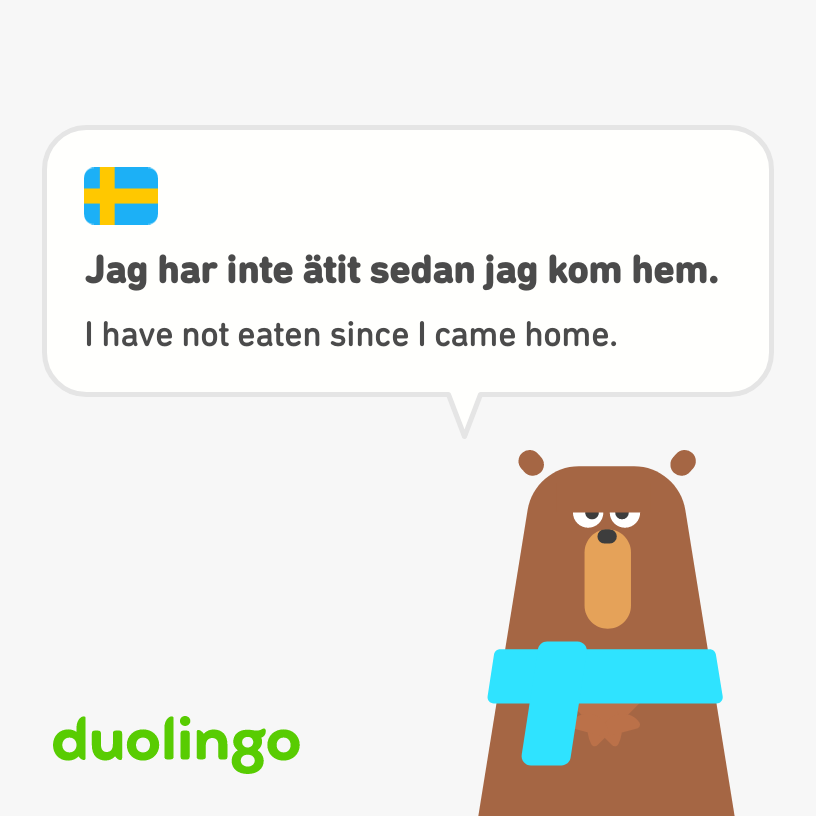 Jag har inte ätit sedan jag kom hem.
I have not eaten since I came home.
duolingo